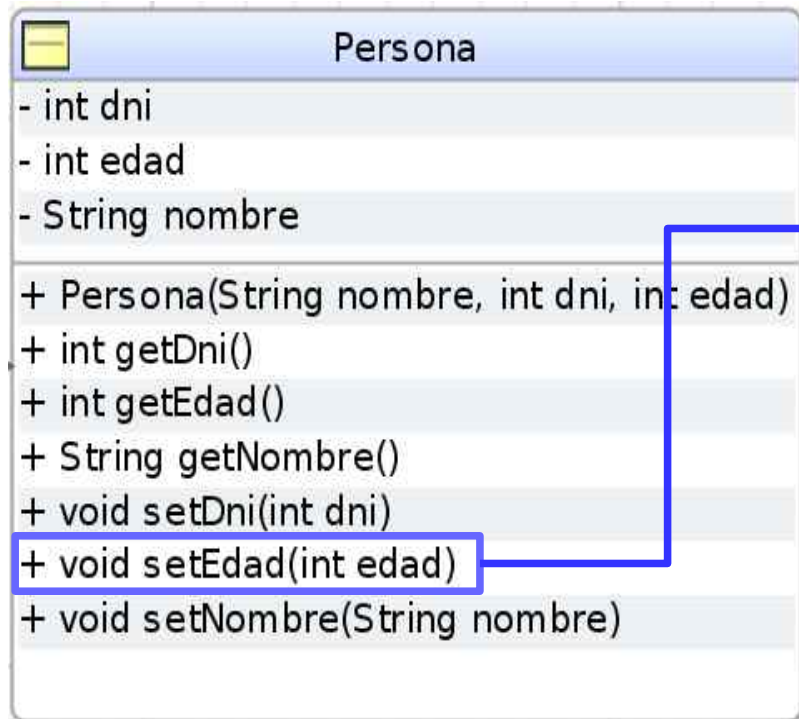 Persona
- int dni
- int edad
- String nombre
+ Persona(String nombre, int dni, int edad)
+ int getDni()
+ int getEdad()
+ String getNombre()
+ void setDni(int dni)
+ void setEdad(int edad)
+ void setNombre(String nombre)